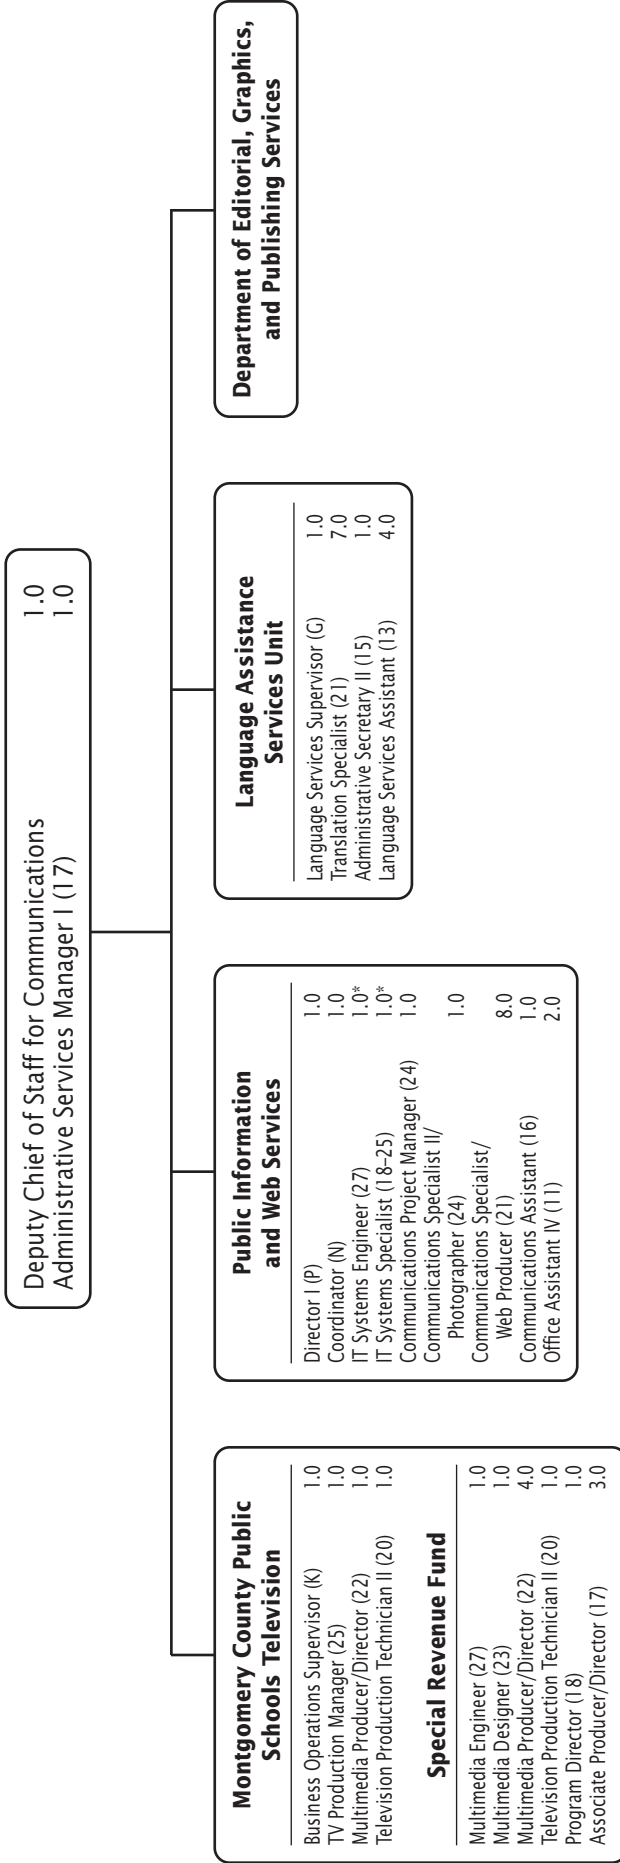 Deputy Chief of Staff for Communications 1.0
Administrative Services Manager I (17) 1.0
Montgomery County Public
Schools Television
Business Operations Supervisor (K) 1.0
TV Production Manager (25) 1.0
Multimedia Producer/Director (22) 1.0
Television Production Technician II (20) 1.0
Special Revenue Fund
Multimedia Engineer (27) 1.0
Multimedia Designer (23) 1.0
Multimedia Producer/Director (22) 4.0
Television Production Technician II (20) 1.0
Program Director (18) 1.0
Associate Producer/Director (17) 3.0
Public Information
and Web Services
Director I (P) 1.0
Coordinator (N) 1.0
IT Systems Engineer (27) 1.0*
IT Systems Specialist (18–25) 1.0*
Communications Project Manager (24) 1.0
Communications Specialist II/
Photographer (24) 1.0
Communications Specialist/
Web Producer (21) 8.0
Communications Assistant (16) 1.0
Office Assistant IV (11) 2.0
Language Assistance
Services Unit
Language Services Supervisor (G) 1.0
Translation Specialist (21) 7.0
Administrative Secretary II (15) 1.0
Language Services Assistant (13) 4.0
Department of Editorial, Graphics,
and Publishing Services